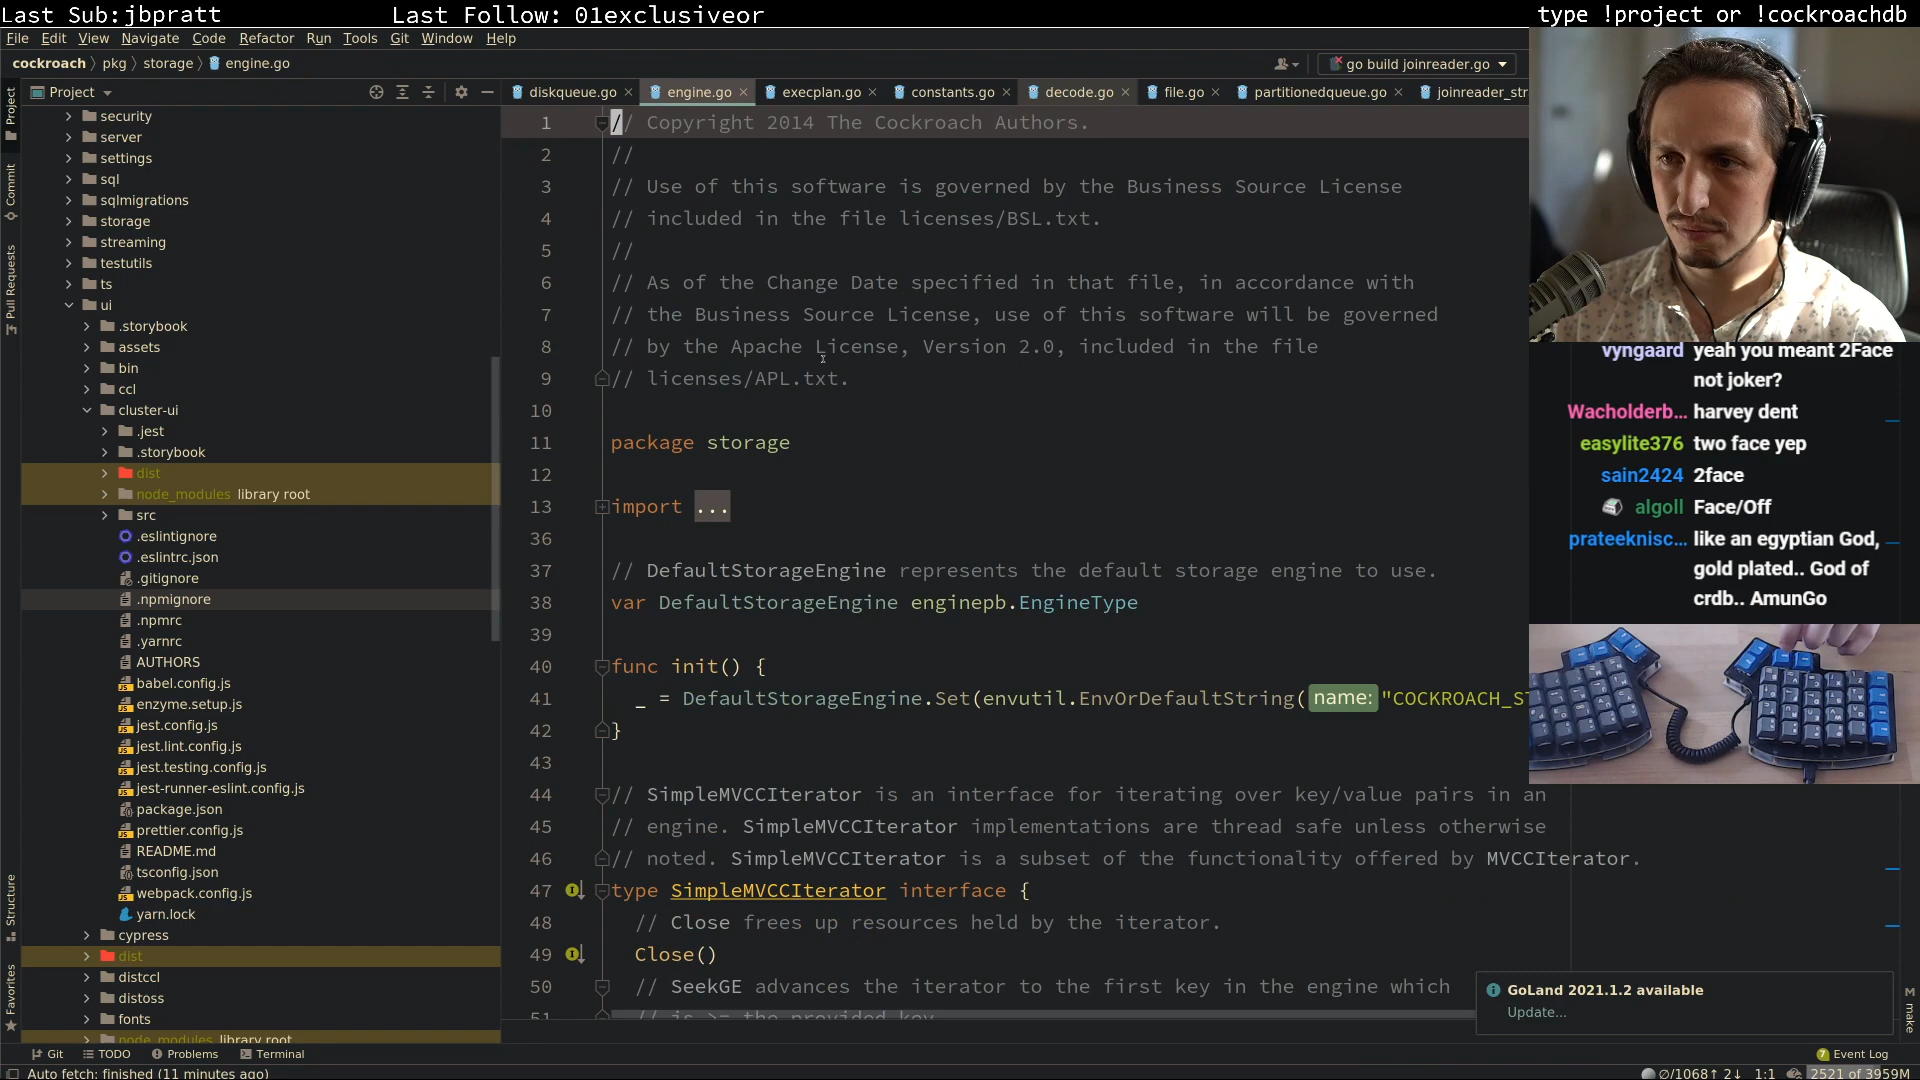 Last Sub:jbpratt
Last Follow: 01exclusiveor
type !project or !cockroachdb
File Edit View Navigate Code Refactor Run Tools Git Window Help
cockroach pkg storage engine.go
go build joinreader.go
Project
diskqueue.go engine.go execplan.go constants.go decode.go file.go partitionedqueue.go joinreader_str
Project
Commit
Pull Requests
Structure
Favorites
security
server
settings
sql
sqlmigrations
storage
streaming
testutils
ts
ui
.storybook
assets
bin
ccl
cluster-ui
.jest
.storybook
dist
node_modules library root
src
.eslintignore
.eslintrc.json
.gitignore
.npmignore
.npmrc
.yarnrc
AUTHORS
babel.config.js
enzyme.setup.js
jest.config.js
jest.lint.config.js
jest.testing.config.js
jest-runner-eslint.config.js
package.json
prettier.config.js
README.md
tsconfig.json
webpack.config.js
yarn.lock
cypress
dist
distccl
distoss
fonts
node_modules library root
1 // Copyright 2014 The Cockroach Authors.
2 //
3 // Use of this software is governed by the Business Source License
4 // included in the file licenses/BSL.txt.
5 //
6 // As of the Change Date specified in that file, in accordance with
7 // the Business Source License, use of this software will be governed
8 // by the Apache License, Version 2.0, included in the file
9 // licenses/APL.txt.
10
11 package storage
12
13 import ...
36
37 // DefaultStorageEngine represents the default storage engine to use.
38 var DefaultStorageEngine enginepb.EngineType
39
40 func init() {
41 _ = DefaultStorageEngine.Set(envutil.EnvOrDefaultString( name: "COCKROACH_ST
42 }
43
44 // SimpleMVCCIterator is an interface for iterating over key/value pairs in an
45 // engine. SimpleMVCCIterator implementations are thread safe unless otherwise
46 // noted. SimpleMVCCIterator is a subset of the functionality offered by MVCCIterator.
47 type SimpleMVCCIterator interface {
48 // Close frees up resources held by the iterator.
49 Close()
50 // SeekGE advances the iterator to the first key in the engine which
51 // is >= the provided key
vyngaard yeah you meant 2Face
not joker?
Wacholderb... harvey dent
easylite376 two face yep
sain2424 2face
algoll Face/Off
prateeknisc... like an egyptian God,
gold plated.. God of
crdb.. AmunGo
GoLand 2021.1.2 available
Update...
M make
Git TODO Problems Terminal
7 Event Log
Auto fetch: finished (11 minutes ago)
∅/1068↑ 2↓ 1:1 2521 of 3959M